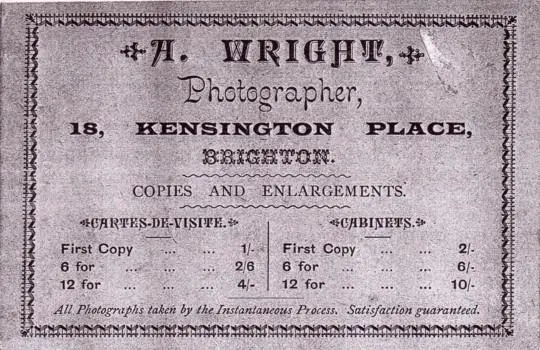 A. WRIGHT,
Photographer,
18, KENSINGTON PLACE,
BRIGHTON.
COPIES AND ENLARGEMENTS.
CARTES-DE-VISITE.
First Copy ... ... 1/-
6 for ... ... ... 2/6
12 for ... ... ... 4/-
CABINETS.
First Copy ... ... 2/-
6 for ... ... ... 6/-
12 for ... ... ... 10/-
All Photographs taken by the Instantaneous Process. Satisfaction guaranteed.